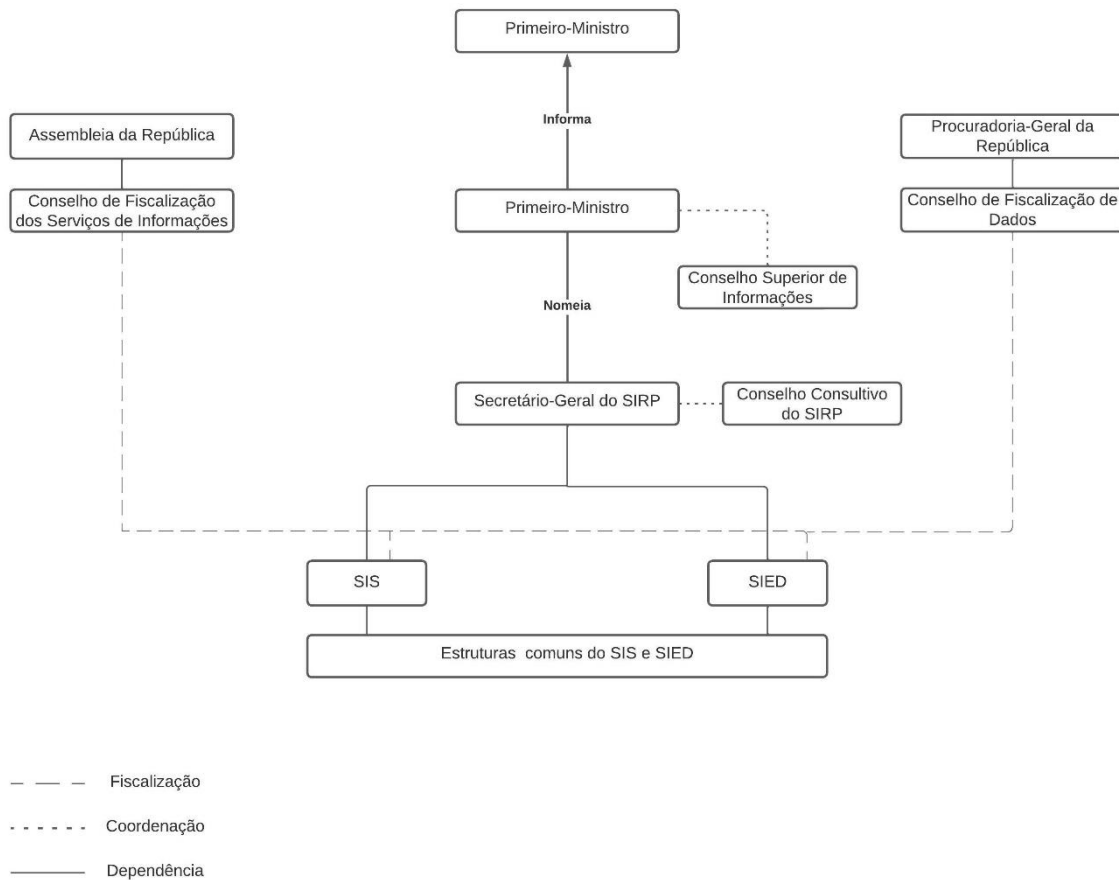 Primeiro-Ministro
Informa
Assembleia da República
Procuradoria-Geral da
República
Conselho de Fiscalização
dos Serviços de Informações
Primeiro-Ministro
Conselho de Fiscalização de
Dados
Conselho Superior de
Informações
Nomeia
Secretário-Geral do SIRP
Conselho Consultivo
do SIRP
SIS
SIED
Estruturas comuns do SIS e SIED
Fiscalização
Coordenação
Dependência